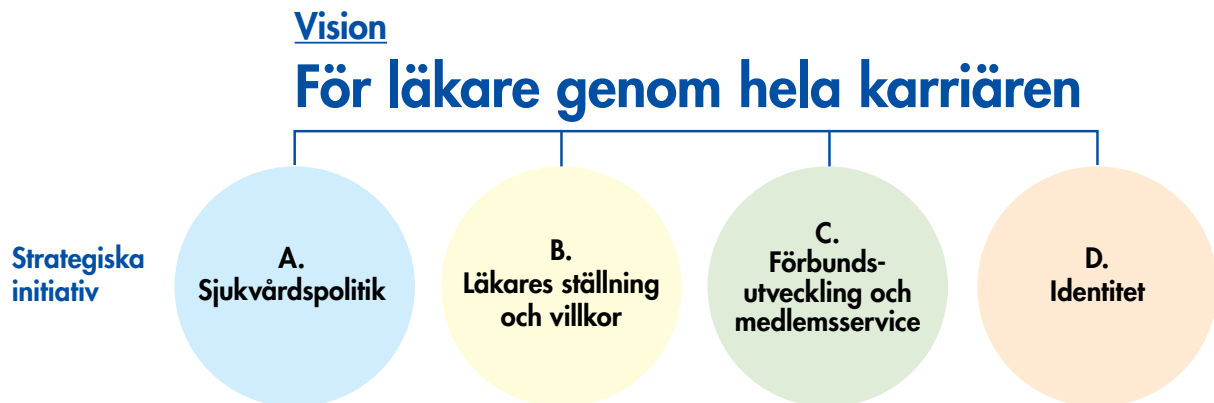 Vision
För läkare genom hela karriären
Strategiska
initiativ
A.
Sjukvårdspolitik
B.
Läkares ställning
och villkor
C.
Förbunds-
utveckling och
medlemsservice
D.
Identitet